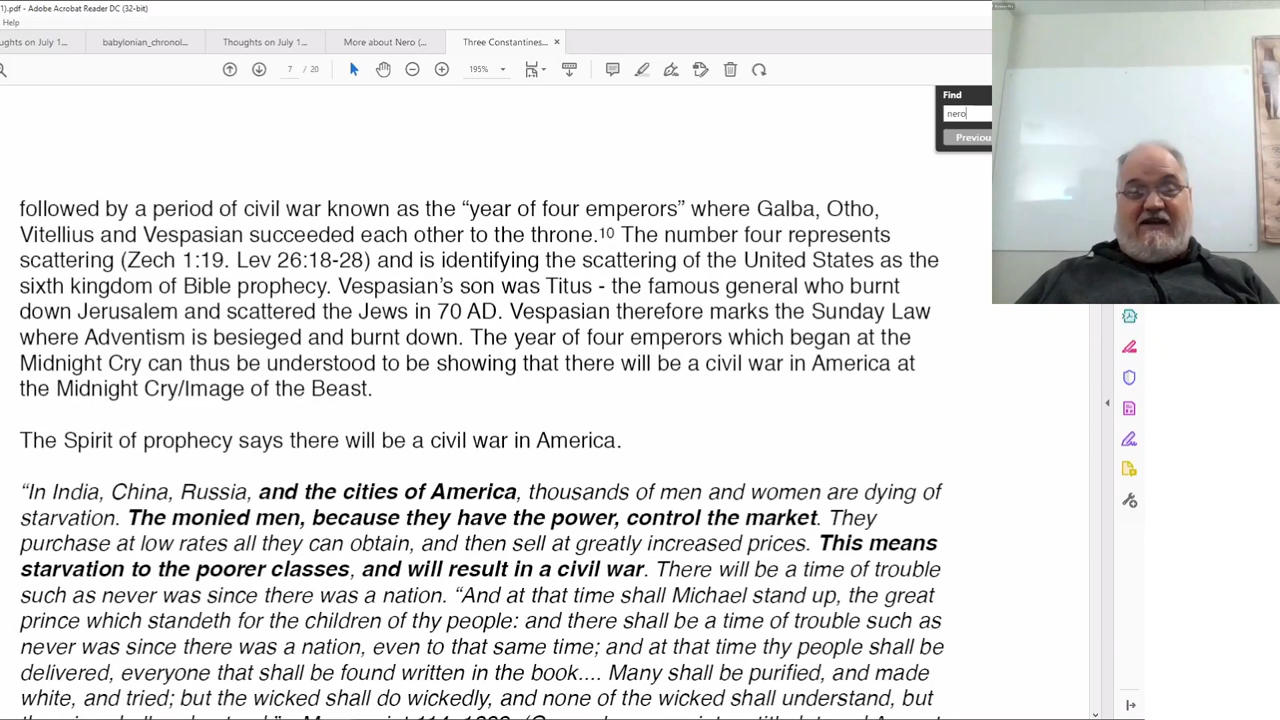 1).pdf - Adobe Acrobat Reader DC (32-bit)
Help
oughts on July 1...
babylonian_chronol...
Thoughts on July 1...
More about Nero (...
Three Constantines...
7 / 20
195%
Find
nero
Previou
followed by a period of civil war known as the “year of four emperors” where Galba, Otho,
Vitellius and Vespasian succeeded each other to the throne.10 The number four represents
scattering (Zech 1:19. Lev 26:18-28) and is identifying the scattering of the United States as the
sixth kingdom of Bible prophecy. Vespasian’s son was Titus - the famous general who burnt
down Jerusalem and scattered the Jews in 70 AD. Vespasian therefore marks the Sunday Law
where Adventism is besieged and burnt down. The year of four emperors which began at the
Midnight Cry can thus be understood to be showing that there will be a civil war in America at
the Midnight Cry/Image of the Beast.
The Spirit of prophecy says there will be a civil war in America.
“In India, China, Russia, and the cities of America, thousands of men and women are dying of
starvation. The monied men, because they have the power, control the market. They
purchase at low rates all they can obtain, and then sell at greatly increased prices. This means
starvation to the poorer classes, and will result in a civil war. There will be a time of trouble
such as never was since there was a nation. “And at that time shall Michael stand up, the great
prince which standeth for the children of thy people: and there shall be a time of trouble such as
never was since there was a nation, even to that same time; and at that time thy people shall be
delivered, everyone that shall be found written in the book.... Many shall be purified, and made
white, and tried; but the wicked shall do wickedly, and none of the wicked shall understand, but